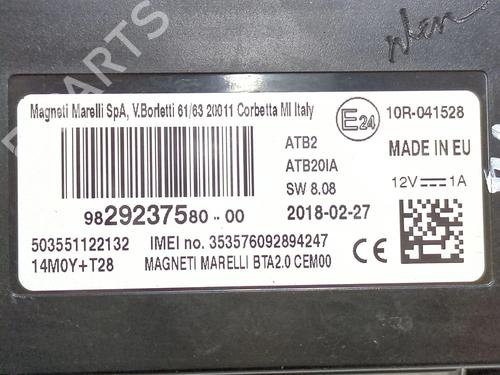 Magneti Marelli SpA, V.Borletti 61/63 20011 Corbetta MI Italy
E24
10R-041528
ATB2
MADE IN EU
ATB20IA
SW 8.08
12V 1A
9829237580-00
2018-02-27
503551122132 IMEI no. 353576092894247
14M0Y+T28 MAGNETI MARELLI BTA2.0 CEM00
CE
PARTS